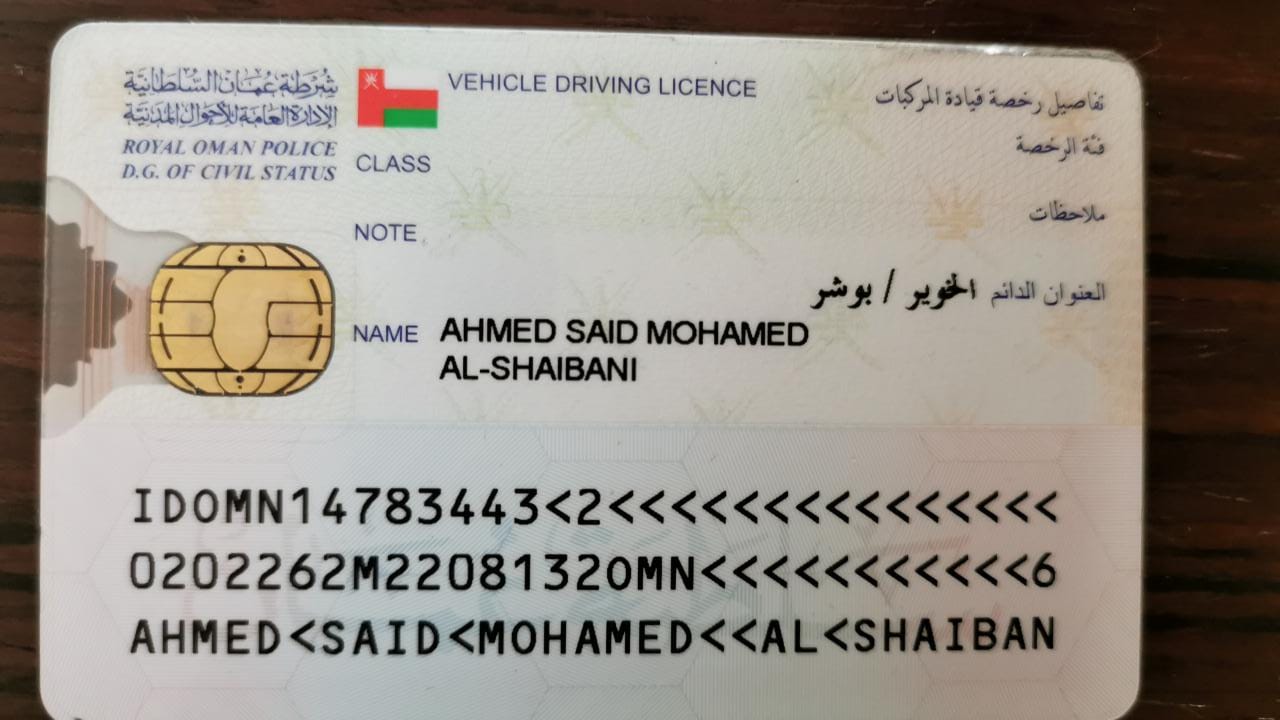 شرطة عمان السلطانية
الإدارة العامة للأحوال المدنية
ROYAL OMAN POLICE
D.G. OF CIVIL STATUS
VEHICLE DRIVING LICENCE تفاصيل رخصة قيادة المركبات
CLASS فئة الرخصة
NOTE ملاحظات
العنوان الدائم الخوير / بوشر
NAME AHMED SAID MOHAMED
AL-SHAIBANI
IDOMN14783443<2<<<<<<<<<<<<<<<
0202262M2208132OMN<<<<<<<<<<<6
AHMED<SAID<MOHAMED<<AL<SHAIBAN